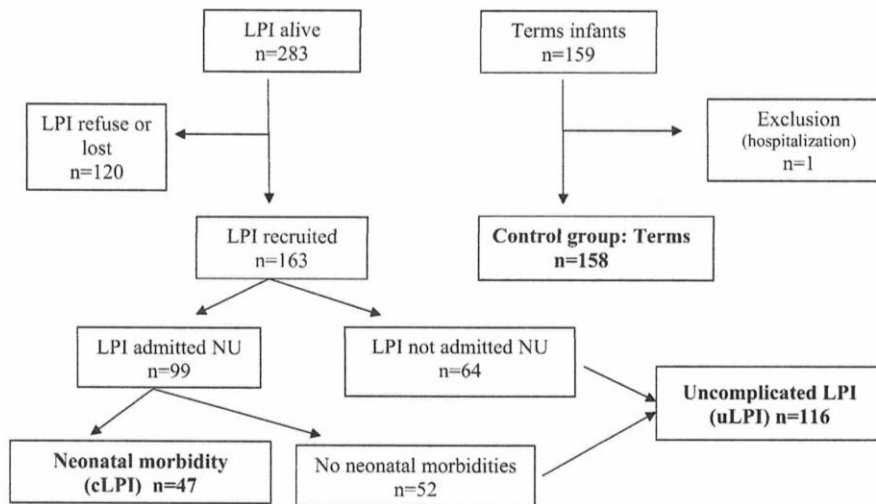 LPI alive
n=283
Terms infants
n=159
LPI refuse or
lost
n=120
Exclusion
(hospitalization)
n=1
LPI recruited
n=163
Control group: Terms
n=158
LPI admitted NU
n=99
LPI not admitted NU
n=64
Uncomplicated LPI
(uLPI) n=116
Neonatal morbidity
(cLPI) n=47
No neonatal morbidities
n=52